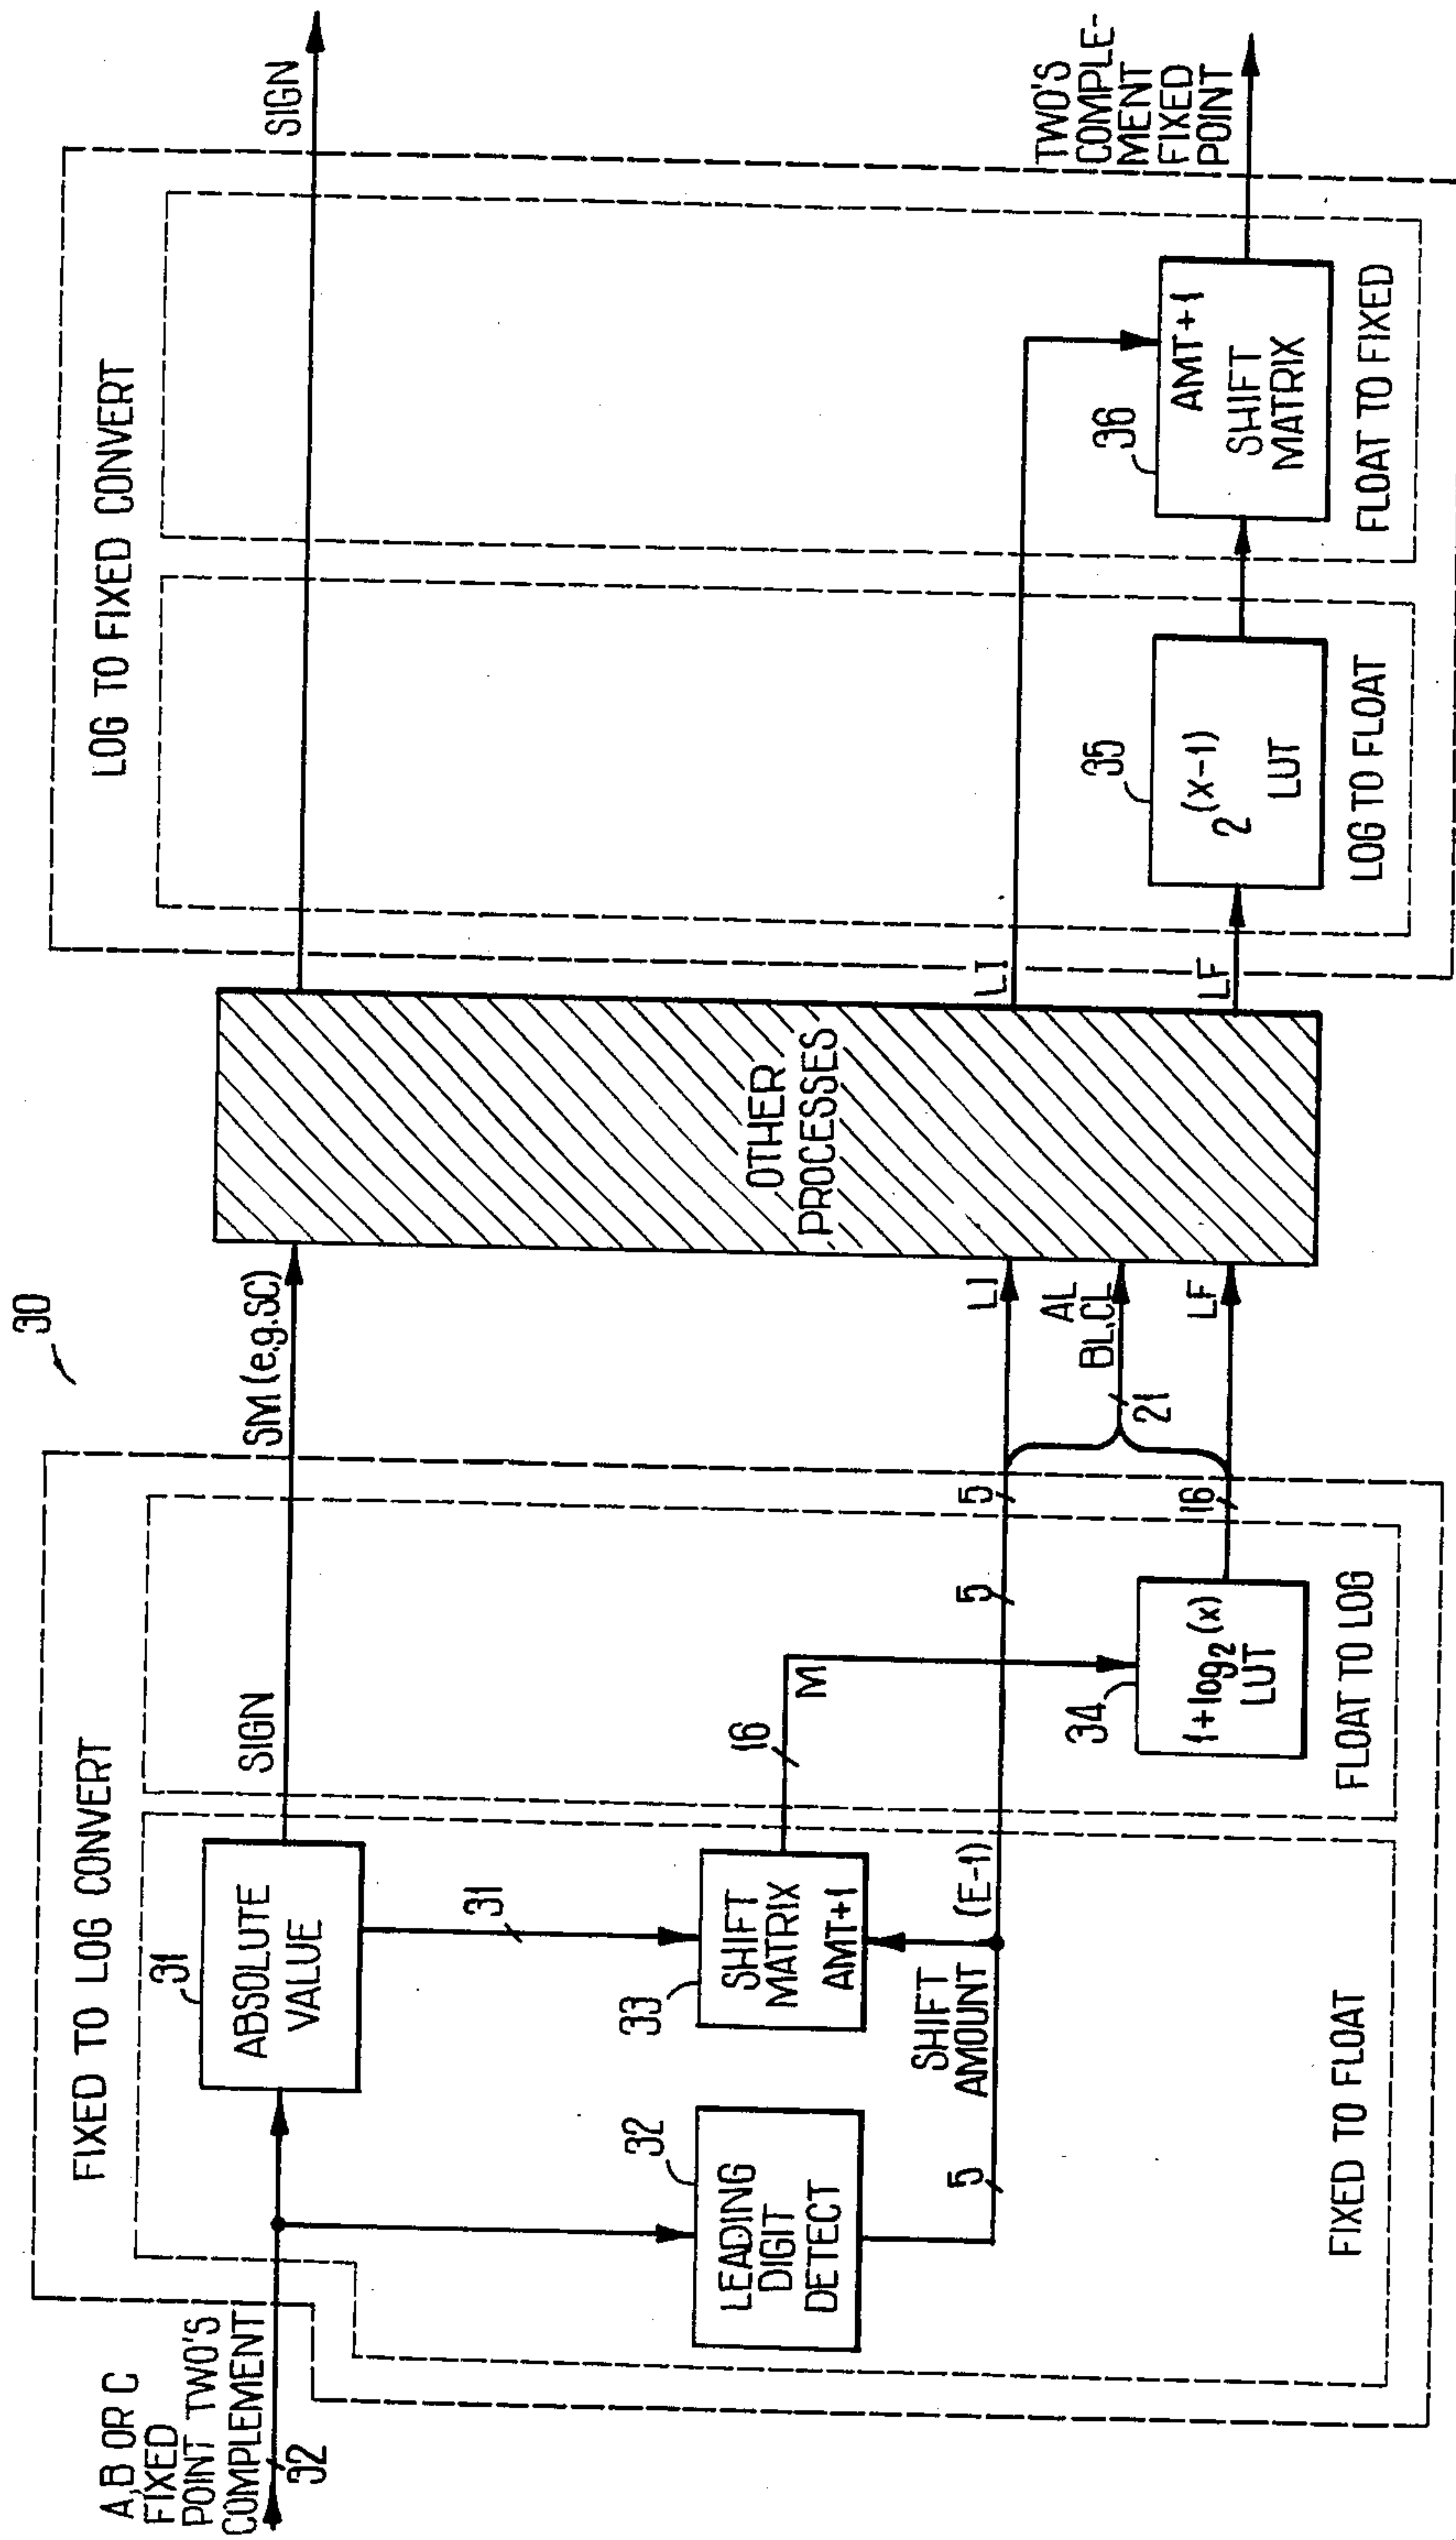 30
FIXED TO LOG CONVERT
A,B OR C
FIXED
POINT TWO'S
COMPLEMENT
32
31
ABSOLUTE
VALUE
SIGN
SM (e.g. SC)
31
32
LEADING
DIGIT
DETECT
5
SHIFT
AMOUNT
(E-1)
33
SHIFT
MATRIX
AMT+1
16
M
5
5
34
1+log2(x)
LUT
16
21
LI
AL
BL,CL
LF
FIXED TO FLOAT
FLOAT TO LOG
OTHER
PROCESSES
LOG TO FIXED CONVERT
SIGN
LI
LF
35
2(X-1)
LUT
LOG TO FLOAT
36
AMT+1
SHIFT
MATRIX
FLOAT TO FIXED
TWO'S
COMPLE-
MENT
FIXED
POINT